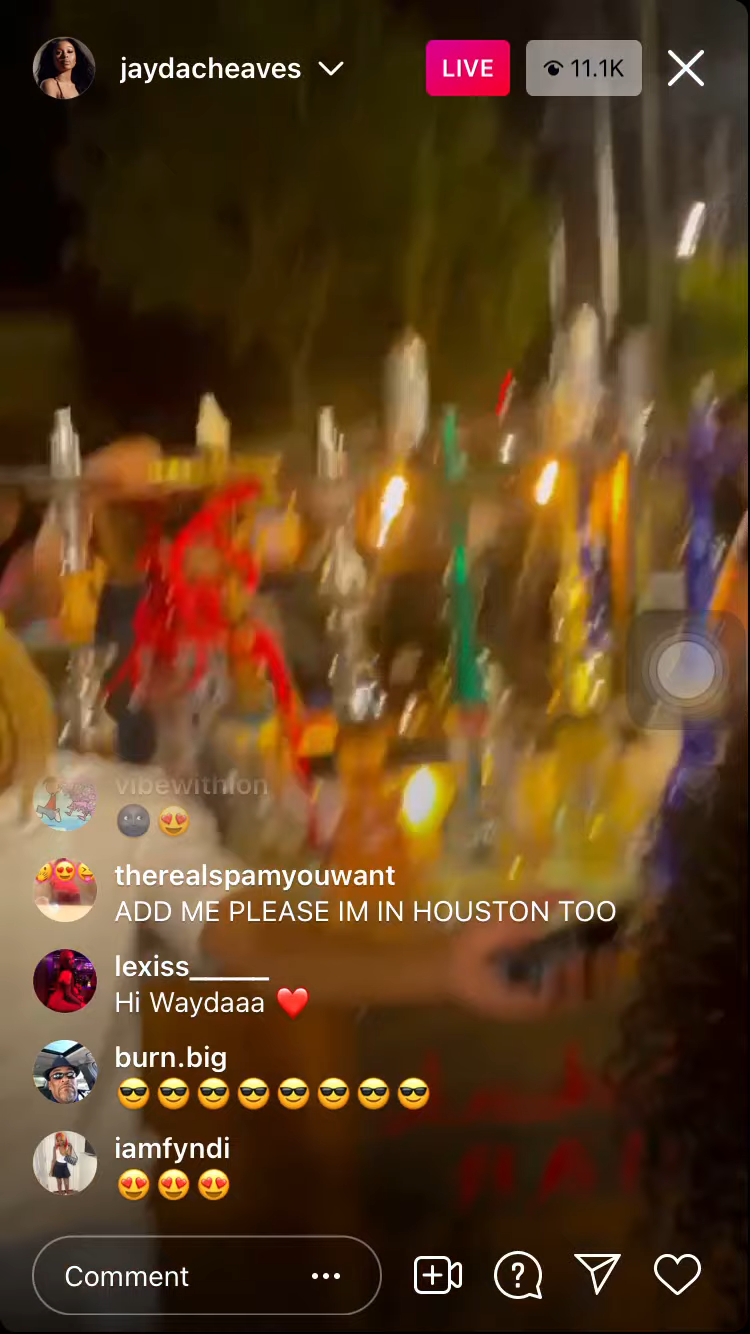 jaydacheaves
LIVE
11.1K
vibewithlon
therealspamyouwant
ADD ME PLEASE IM IN HOUSTON TOO
lexiss_____
Hi Waydaaa ❤️
burn.big
😎😎😎😎😎😎😎😎
iamfyndi
😍😍😍
Comment